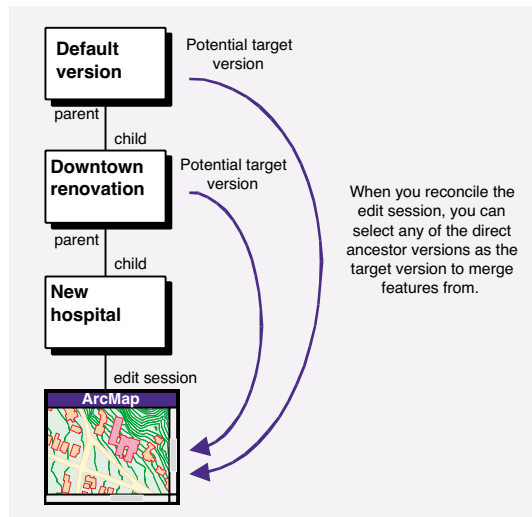 Default
version
Potential target
version
parent
child
Downtown
renovation
Potential target
version
When you reconcile the
edit session, you can
select any of the direct
ancestor versions as the
target version to merge
features from.
parent
child
New
hospital
edit session
ArcMap